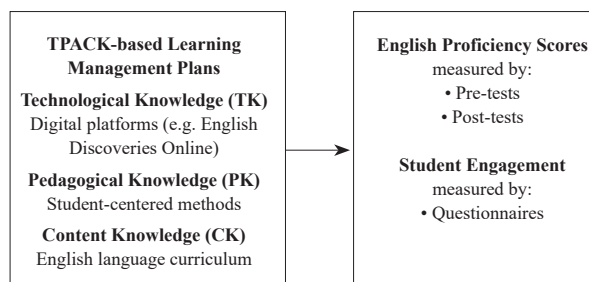 TPACK-based Learning
Management Plans
Technological Knowledge (TK)
Digital platforms (e.g. English
Discoveries Online)
Pedagogical Knowledge (PK)
Student-centered methods
Content Knowledge (CK)
English language curriculum
English Proficiency Scores
measured by:
• Pre-tests
• Post-tests
Student Engagement
measured by:
• Questionnaires